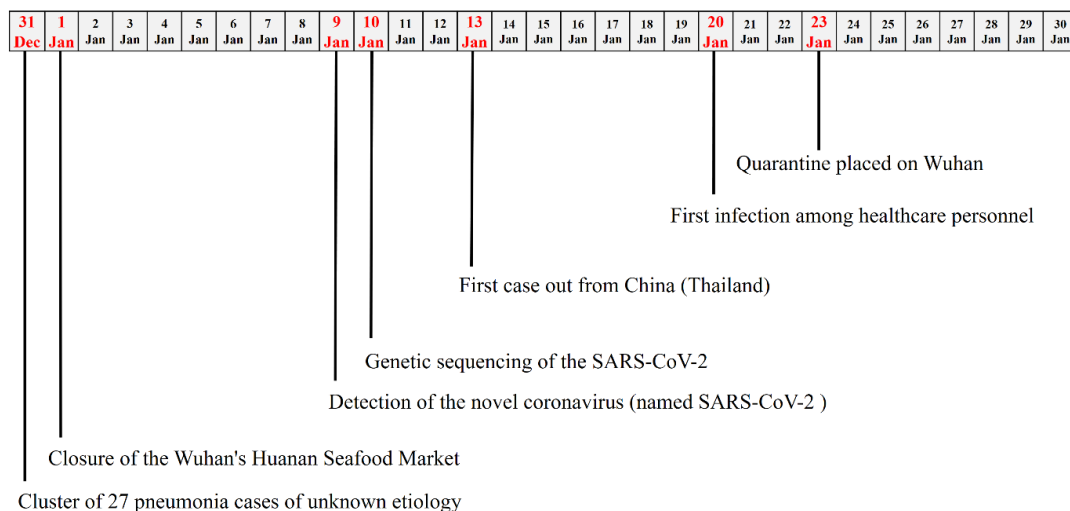 31 1 2 3 4 5 6 7 8 9 10 11 12 13 14 15 16 17 18 19 20 21 22 23 24 25 26 27 28 29 30
Dec Jan Jan Jan Jan Jan Jan Jan Jan Jan Jan Jan Jan Jan Jan Jan Jan Jan Jan Jan Jan Jan Jan Jan Jan Jan Jan Jan Jan Jan Jan
Quarantine placed on Wuhan
First infection among healthcare personnel
First case out from China (Thailand)
Genetic sequencing of the SARS-CoV-2
Detection of the novel coronavirus (named SARS-CoV-2 )
Closure of the Wuhan's Huanan Seafood Market
Cluster of 27 pneumonia cases of unknown etiology